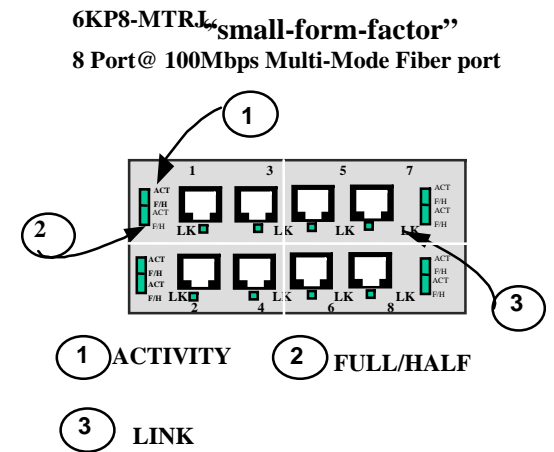 6KP8-MTRJ "small-form-factor"
8 Port@ 100Mbps Multi-Mode Fiber port
1
1 3 5 7
ACT ACT
F/H F/H
ACT ACT
F/H F/H
2
LK LK LK LK
ACT ACT
F/H F/H
ACT ACT
F/H F/H
LK LK LK LK
2 4 6 8
3
1 ACTIVITY 2 FULL/HALF
3 LINK